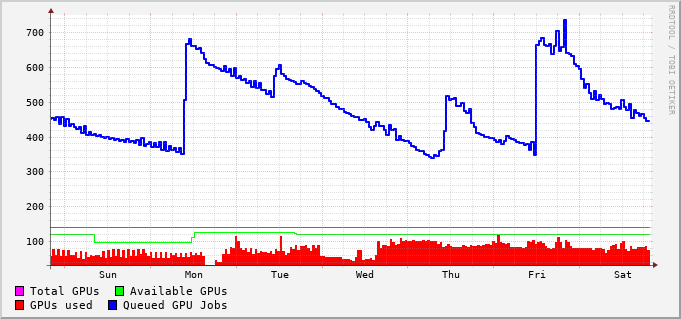 700
600
500
400
300
200
100
Sun Mon Tue Wed Thu Fri Sat
Total GPUs Available GPUs
GPUs used Queued GPU Jobs
RRDTOOL / TOBI OETIKER